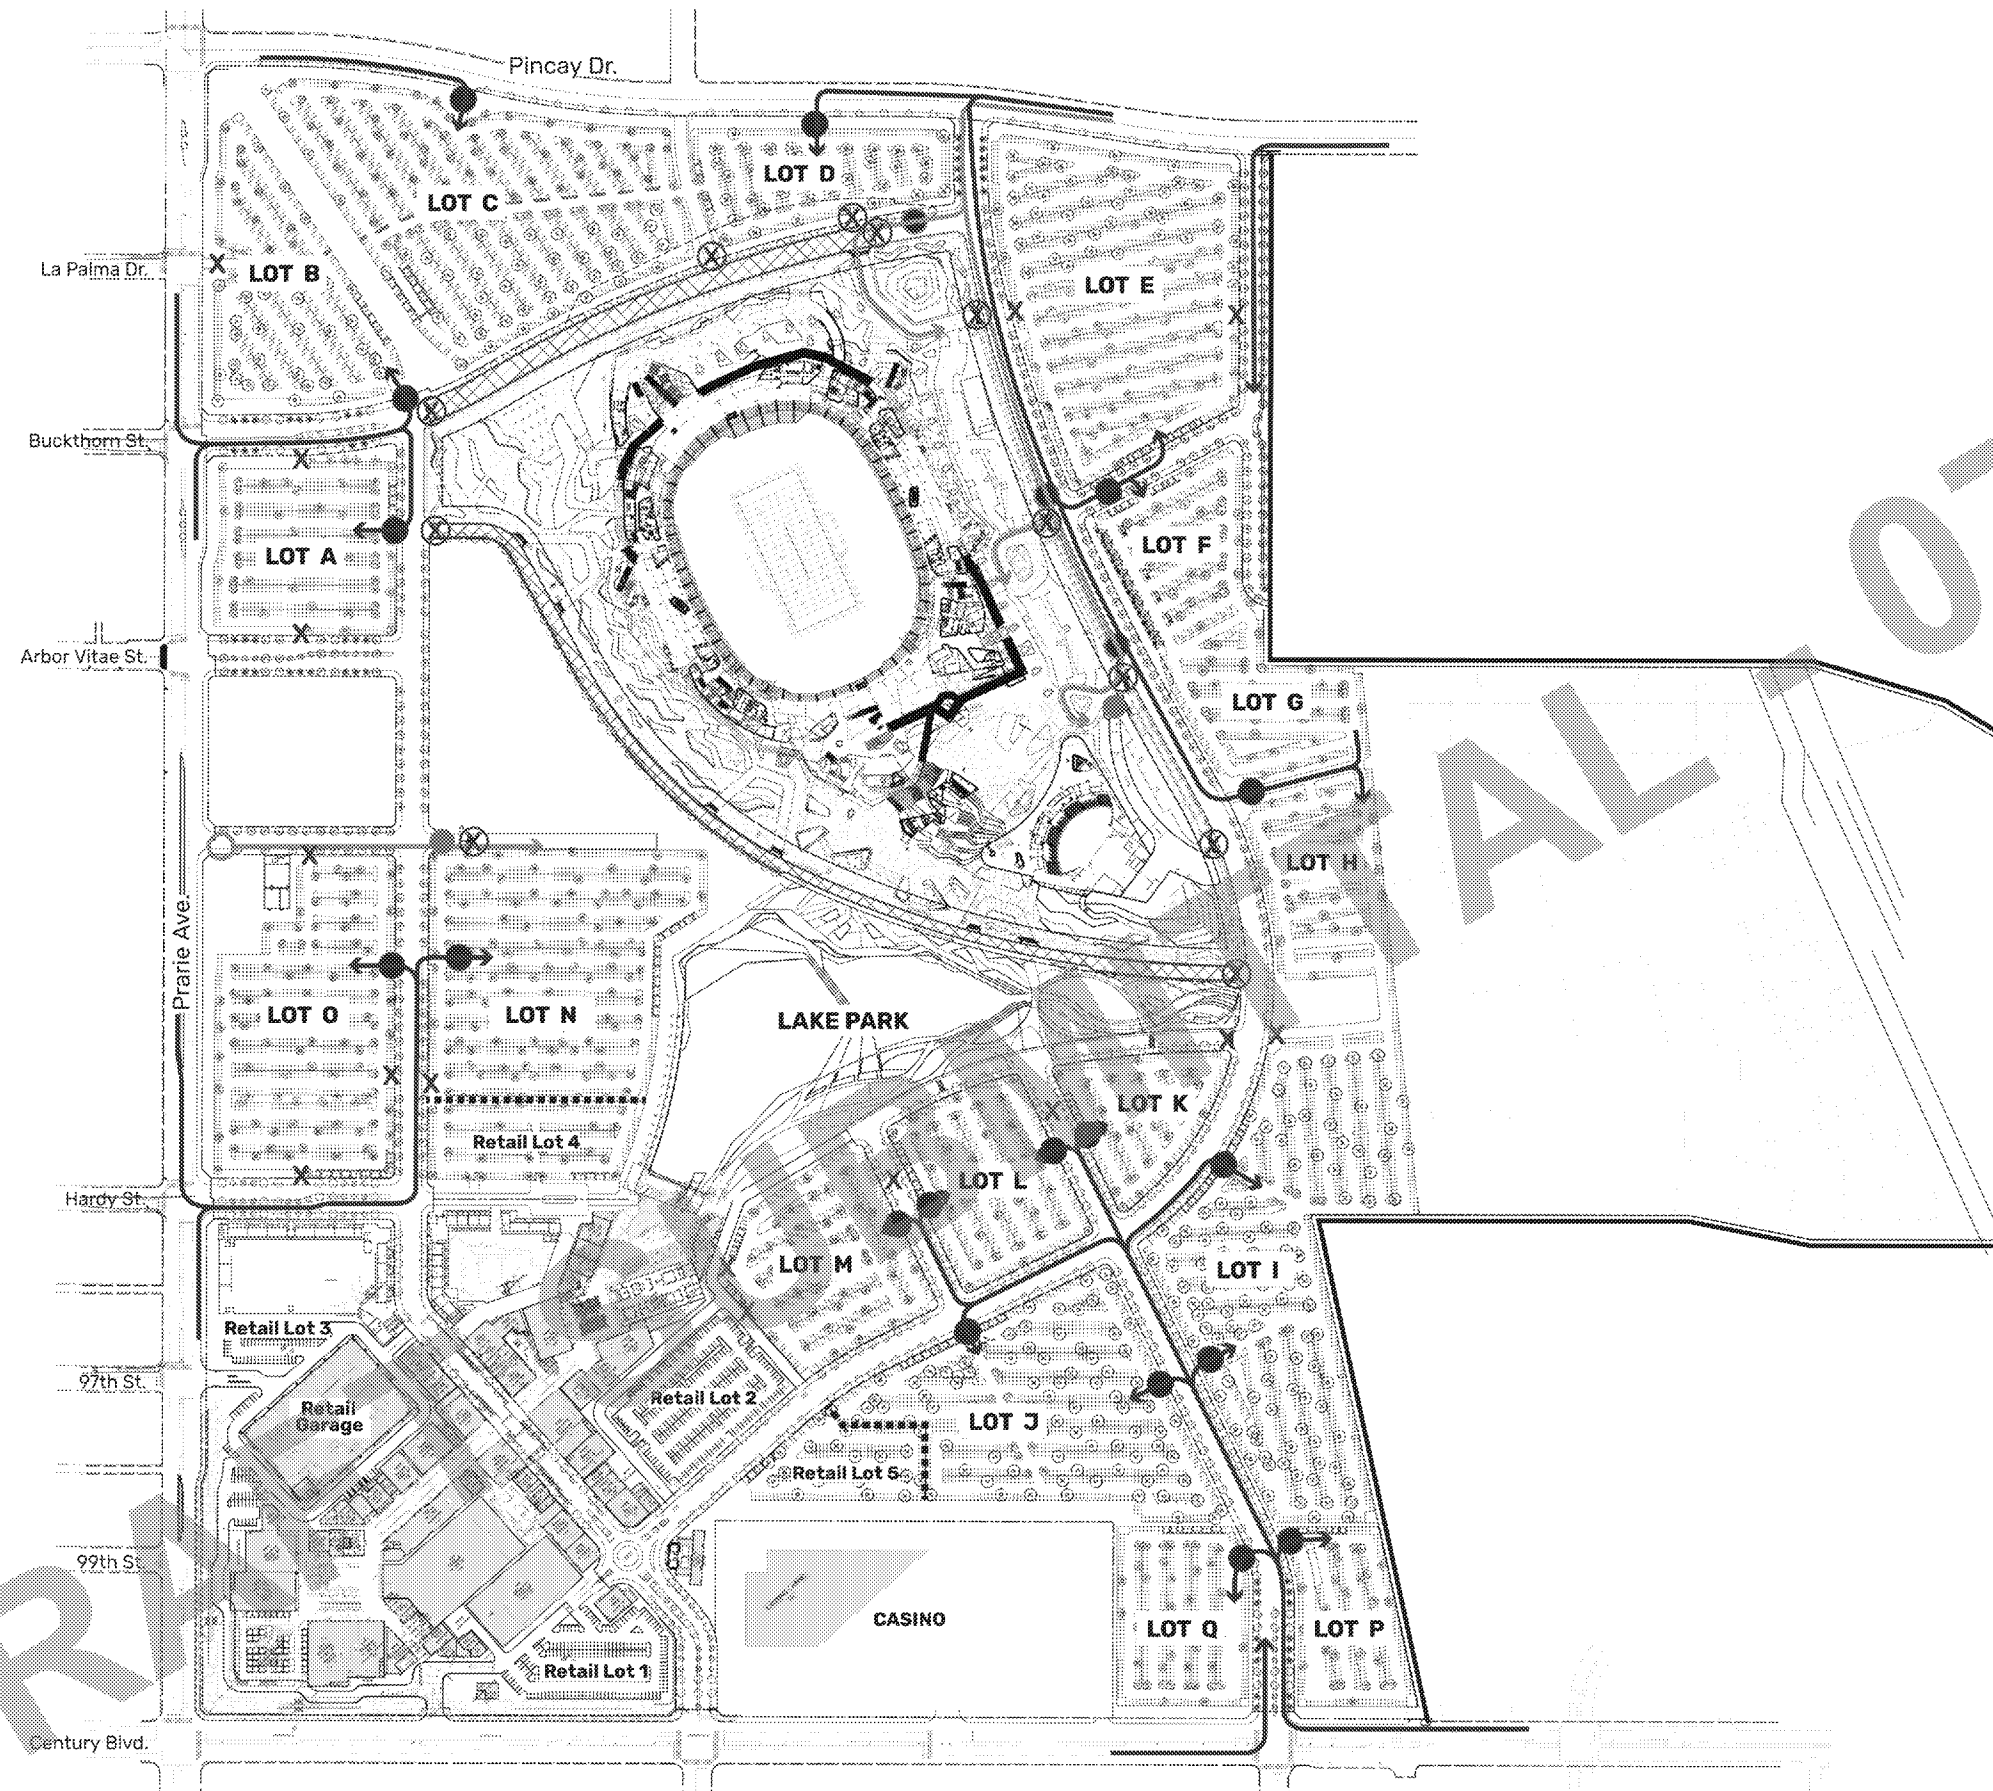 Pincay Dr.
LOT D
LOT C
La Palma Dr.
LOT B
LOT E
Buckthorn St.
LOT A
LOT F
Arbor Vitae St.
LOT G
LOT H
Prarie Ave.
LOT O
LOT N
LAKE PARK
LOT K
Retail Lot 4
LOT L
Hardy St.
LOT M
LOT I
Retail Lot 3
97th St.
Retail
Garage
Retail Lot 2
LOT J
Retail Lot 5
99th St.
CASINO
LOT Q
LOT P
Retail Lot 1
Century Blvd.